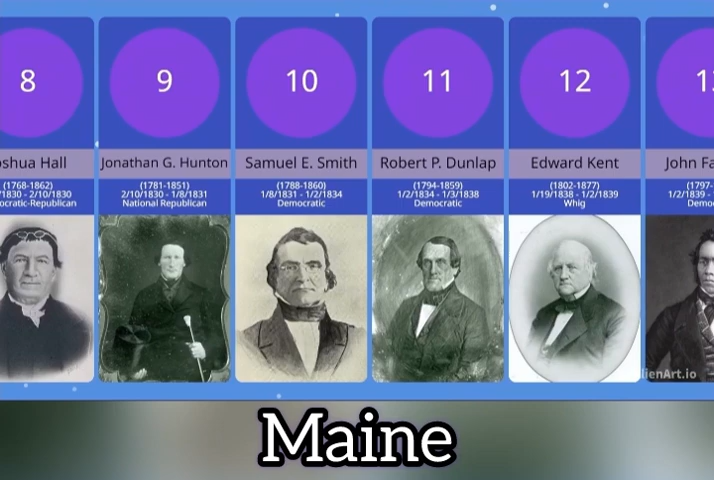 8
9
10
11
12
oshua Hall
Jonathan G. Hunton
Samuel E. Smith
Robert P. Dunlap
Edward Kent
John Fa
(1768-1862)
/1830 - 2/10/1830
ocratic-Republican
(1781-1851)
2/10/1830 - 1/8/1831
National Republican
(1788-1860)
1/8/1831 - 1/2/1834
Democratic
(1794-1859)
1/2/1834 - 1/3/1838
Democratic
(1802-1877)
1/19/1838 - 1/2/1839
Whig
(1797-
1/2/1839 -
Demo
lienArt.io
Maine